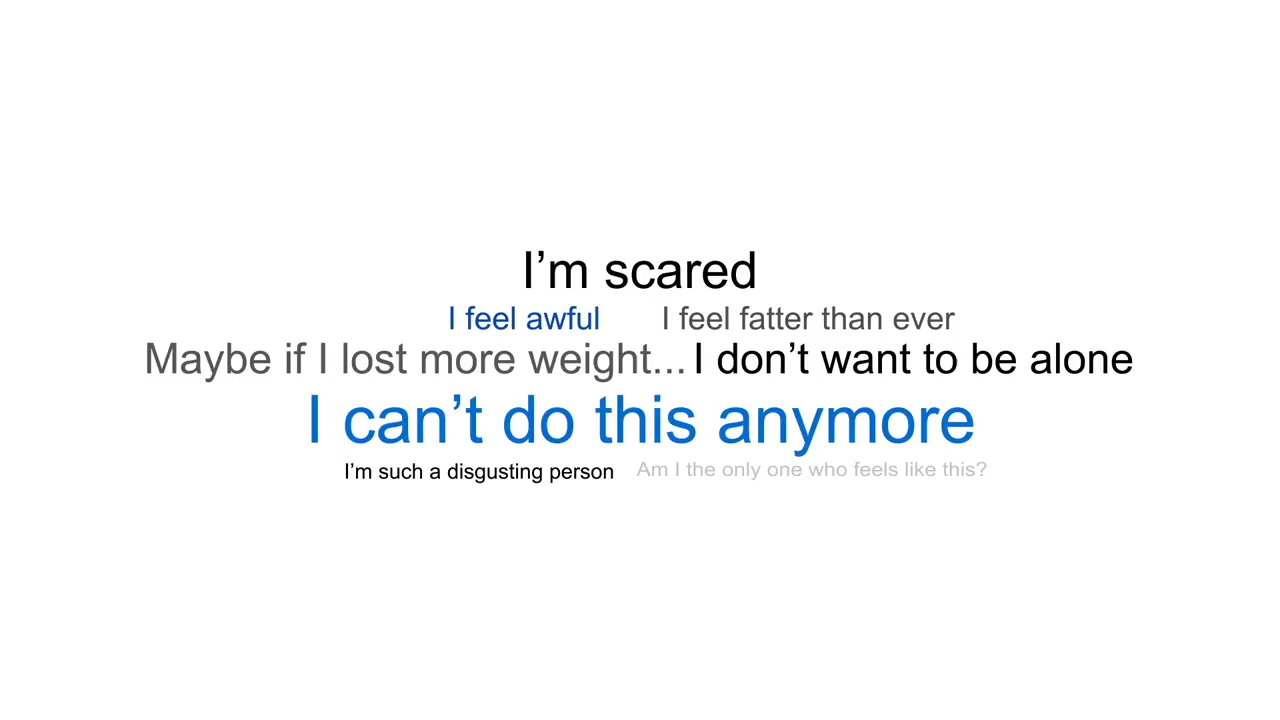 I’m scared
I feel awful I feel fatter than ever
Maybe if I lost more weight... I don’t want to be alone
I can’t do this anymore
I’m such a disgusting person Am I the only one who feels like this?